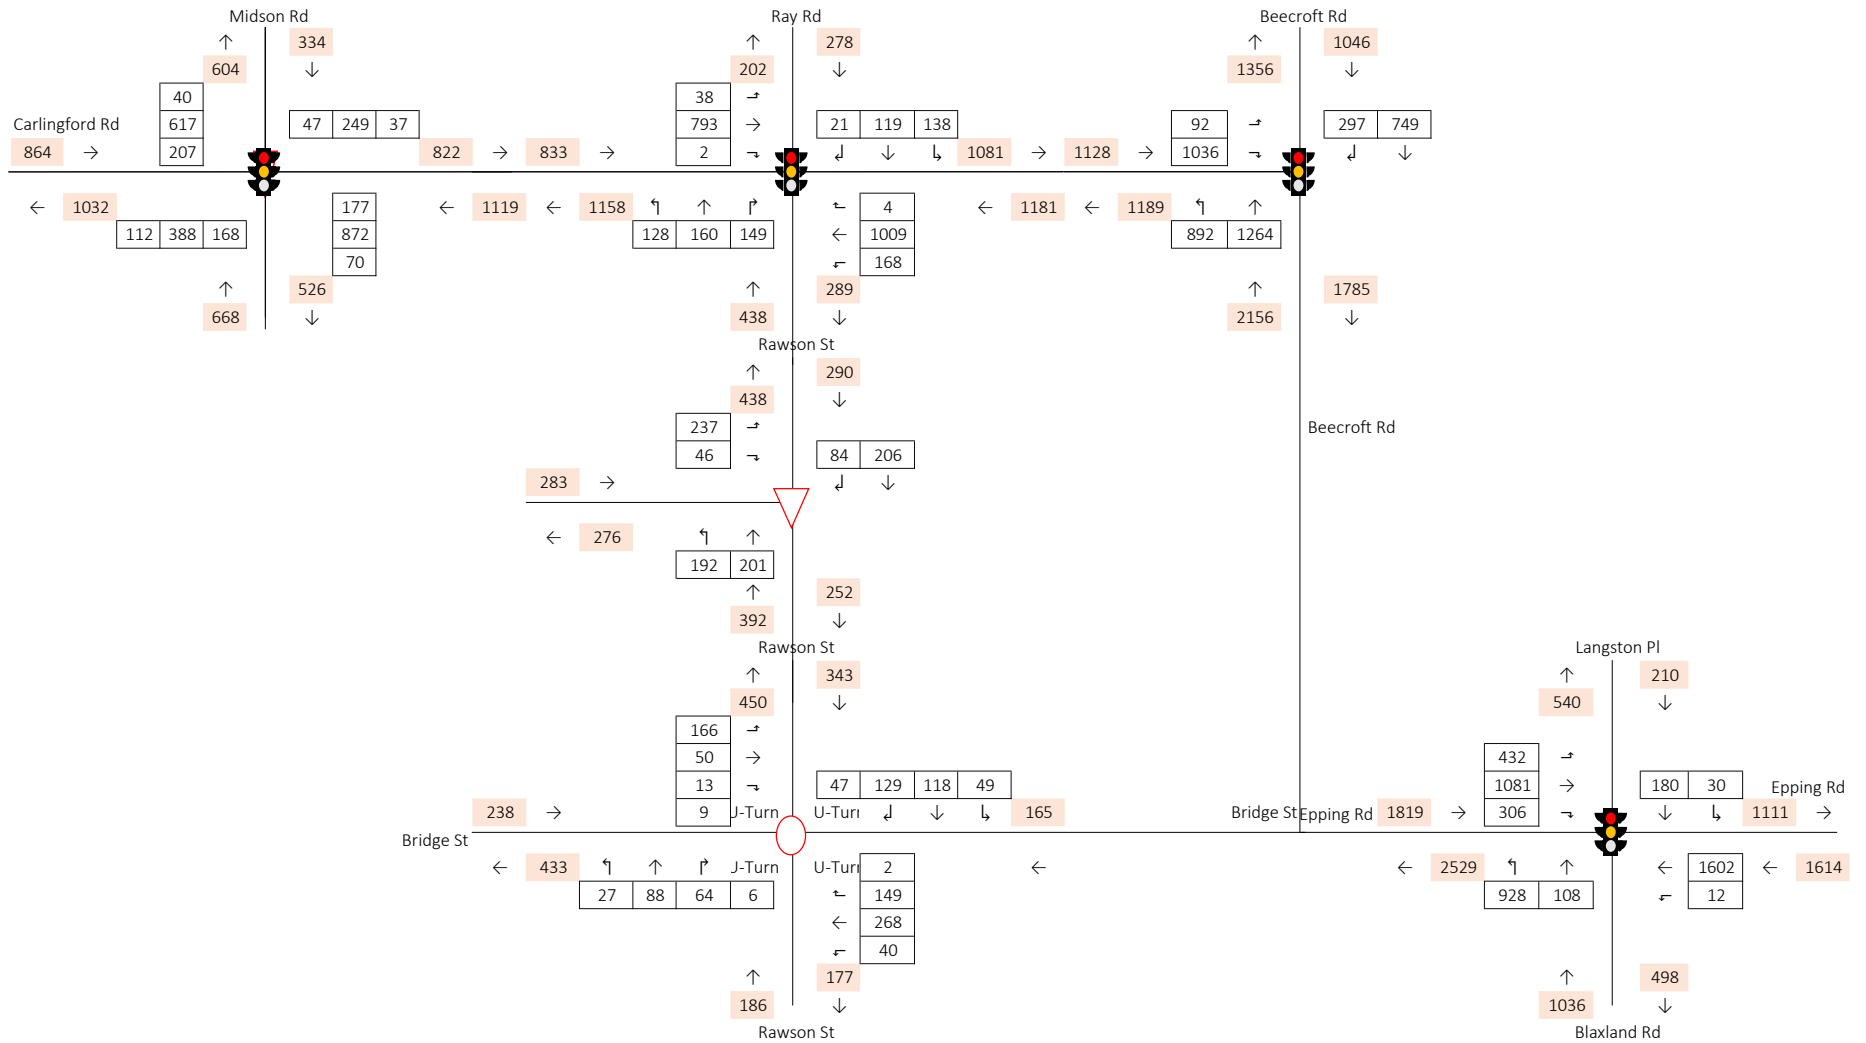 Midson Rd Ray Rd Beecroft Rd
334 278 1046
604 202 1356
40 38
Carlingford Rd 617 47 249 37 793 21 119 138 92 297 749
864 207 822 833 2 1081 1128 1036
1032 177 1119 1158 4 1181 1189
112 388 168 872 128 160 149 1009 892 1264
70 168
526 289 1785
668 438 2156
Rawson St
290
438
237 Beecroft Rd
46 84 206
283
276
192 201
252
392
Rawson St Langston Pl
343 210
450 540
166
50 432
13 47 129 118 49 1081 180 30 Epping Rd
238 9 U-Turn U-Turn 165 Bridge St Epping Rd 1819 306 1111
Bridge St
433 U-Turn U-Turn 2 2529 1602 1614
27 88 64 6 149 928 108 12
268
40
177 498
186 1036
Rawson St Blaxland Rd